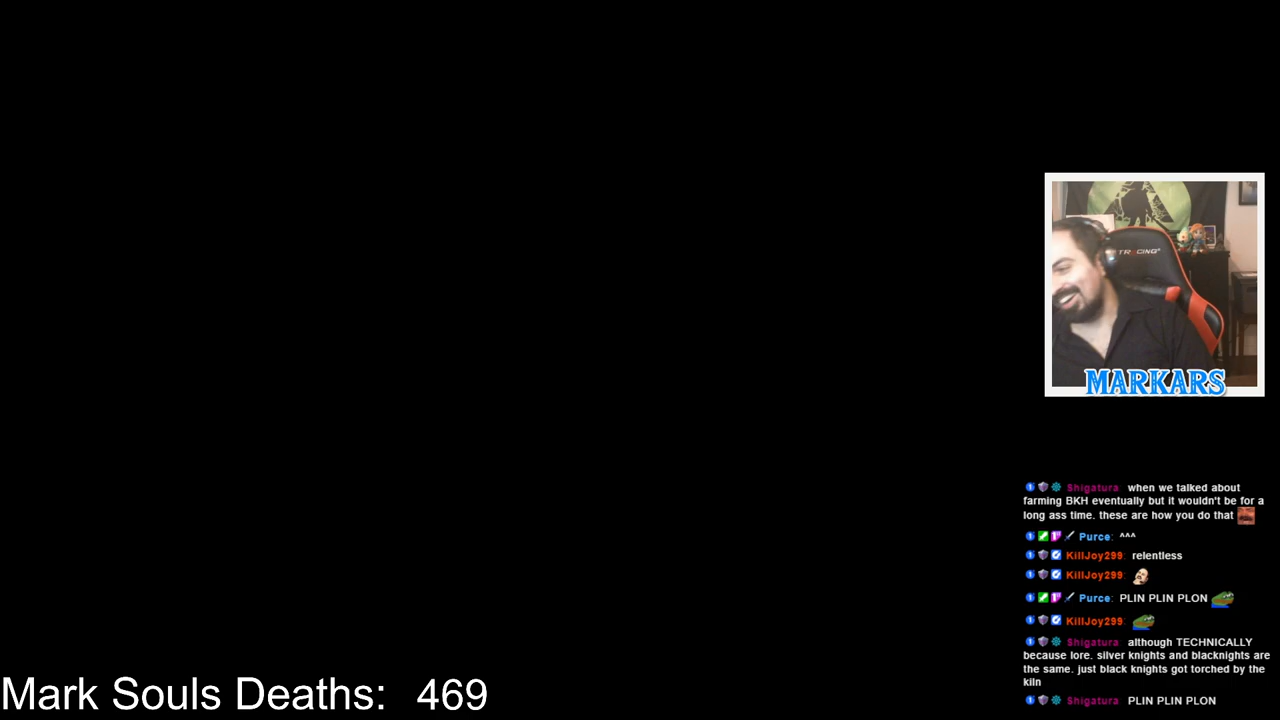 TRACING
MARKARS
Shigatura: when we talked about
farming BKH eventually but it wouldn't be for a
long ass time. these are how you do that
Purce: ^^^
KillJoy299: relentless
KillJoy299:
Purce: PLIN PLIN PLON
KillJoy299:
Shigatura: although TECHNICALLY
because lore. silver knights and blacknights are
the same. just black knights got torched by the
kiln
Shigatura: PLIN PLIN PLON
Mark Souls Deaths: 469